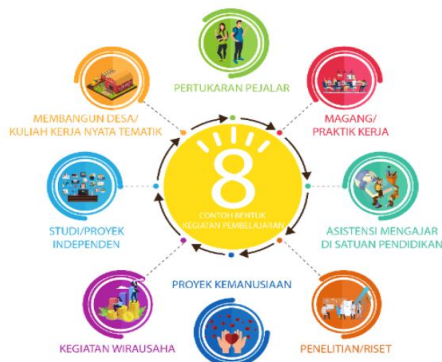 PERTUKARAN PEJALAR
MEMBANGUN DESA/
KULIAH KERJA NYATA TEMATIK
MAGANG/
PRAKTIK KERJA
8
CONTOH BENTUK
KEGIATAN PEMBELAJARAN
STUDI/PROYEK
INDEPENDEN
ASISTENSI MENGAJAR
DI SATUAN PENDIDIKAN
PROYEK KEMANUSIAAN
KEGIATAN WIRAUSAHA
PENELITIAN/RISET